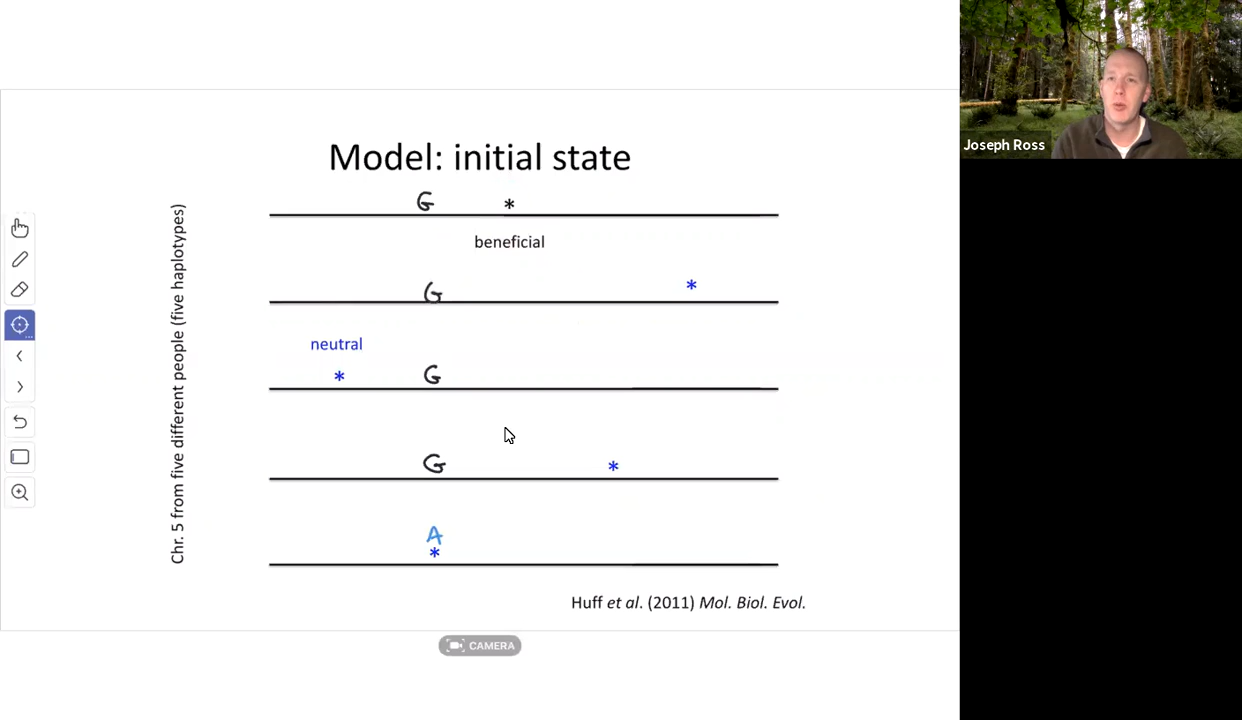 Model: initial state
G *
beneficial
G *
neutral
* G
G *
A
*
Chr. 5 from five different people (five haplotypes)
Huff et al. (2011) Mol. Biol. Evol.
CAMERA
Joseph Ross